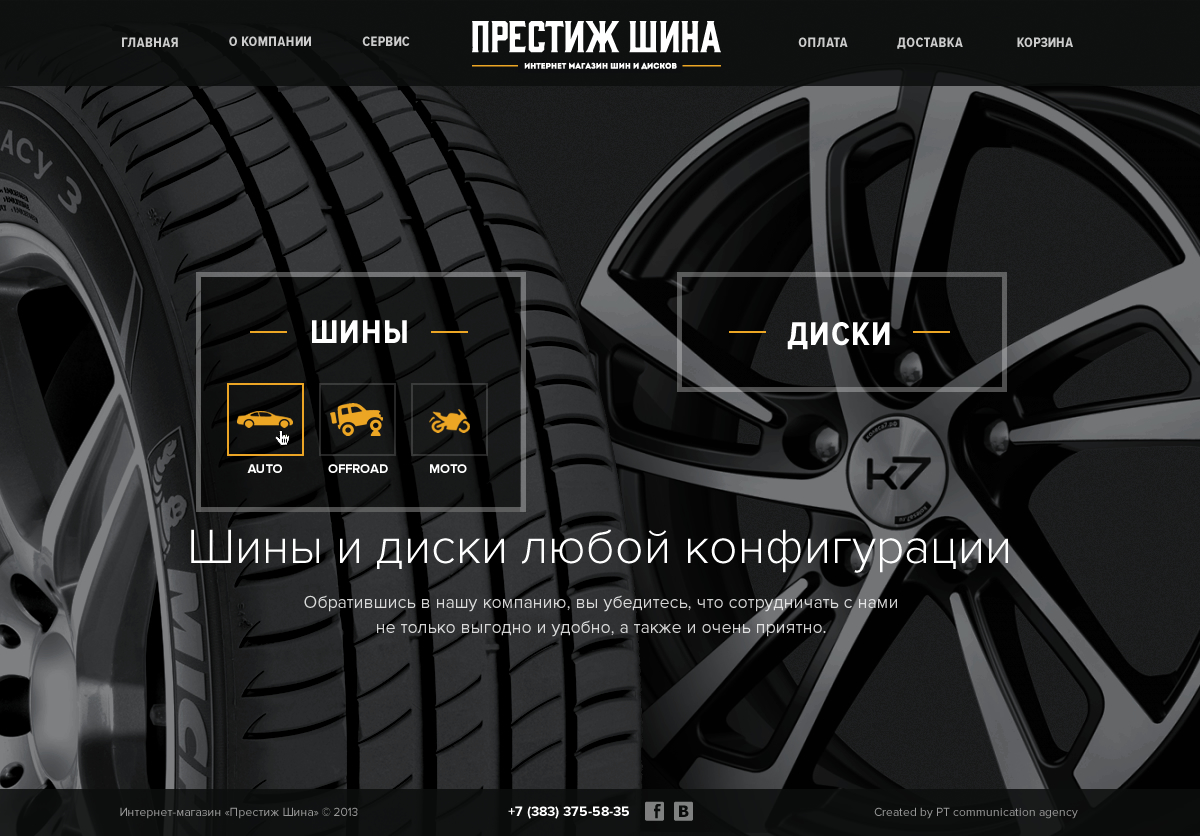 ГЛАВНАЯ
О КОМПАНИИ
СЕРВИС
ПРЕСТИЖ ШИНА
ИНТЕРНЕТ МАГАЗИН ШИН И ДИСКОВ
ОПЛАТА
ДОСТАВКА
КОРЗИНА
ACY 3
ШИНЫ
ДИСКИ
AUTO
OFFROAD
MOTO
K7
Шины и диски любой конфигурации
Обратившись в нашу компанию, вы убедитесь, что сотрудничать с нами
не только выгодно и удобно, а также и очень приятно.
MICH
Интернет-магазин «Престиж Шина» © 2013
+7 (383) 375-58-35
f
B
Created by PT communication agency